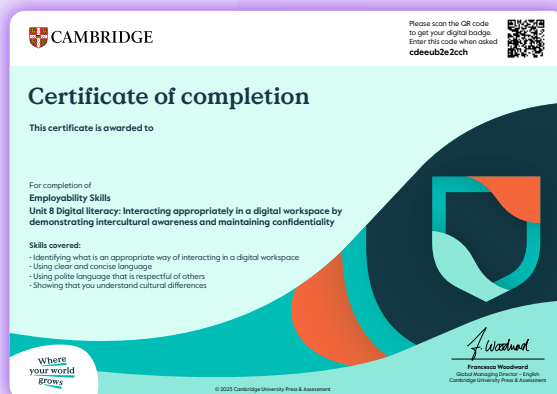 CAMBRIDGE
Please scan the QR code
to get your digital badge.
Enter this code when asked
cdeeub2e2cch
Certificate of completion
This certificate is awarded to
For completion of
Employability Skills
Unit 8 Digital literacy: Interacting appropriately in a digital workspace by
demonstrating intercultural awareness and maintaining confidentiality
Skills covered:
• Identifying what is an appropriate way of interacting in a digital workspace
• Using clear and concise language
• Using polite language that is respectful of others
• Showing that you understand cultural differences
J. Woodward
Francesca Woodward
Global Managing Director – English
Cambridge University Press & Assessment
Where
your world
grows
© 2025 Cambridge University Press & Assessment